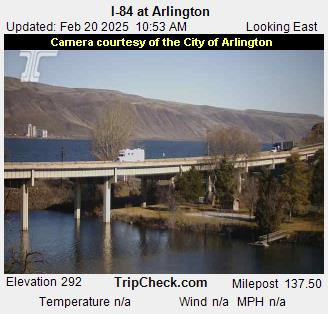 I-84 at Arlington
Updated: Feb 20 2025 10:53 AM Looking East
Camera courtesy of the City of Arlington
Elevation 292 TripCheck.com Milepost 137.50
Temperature n/a Wind n/a MPH n/a